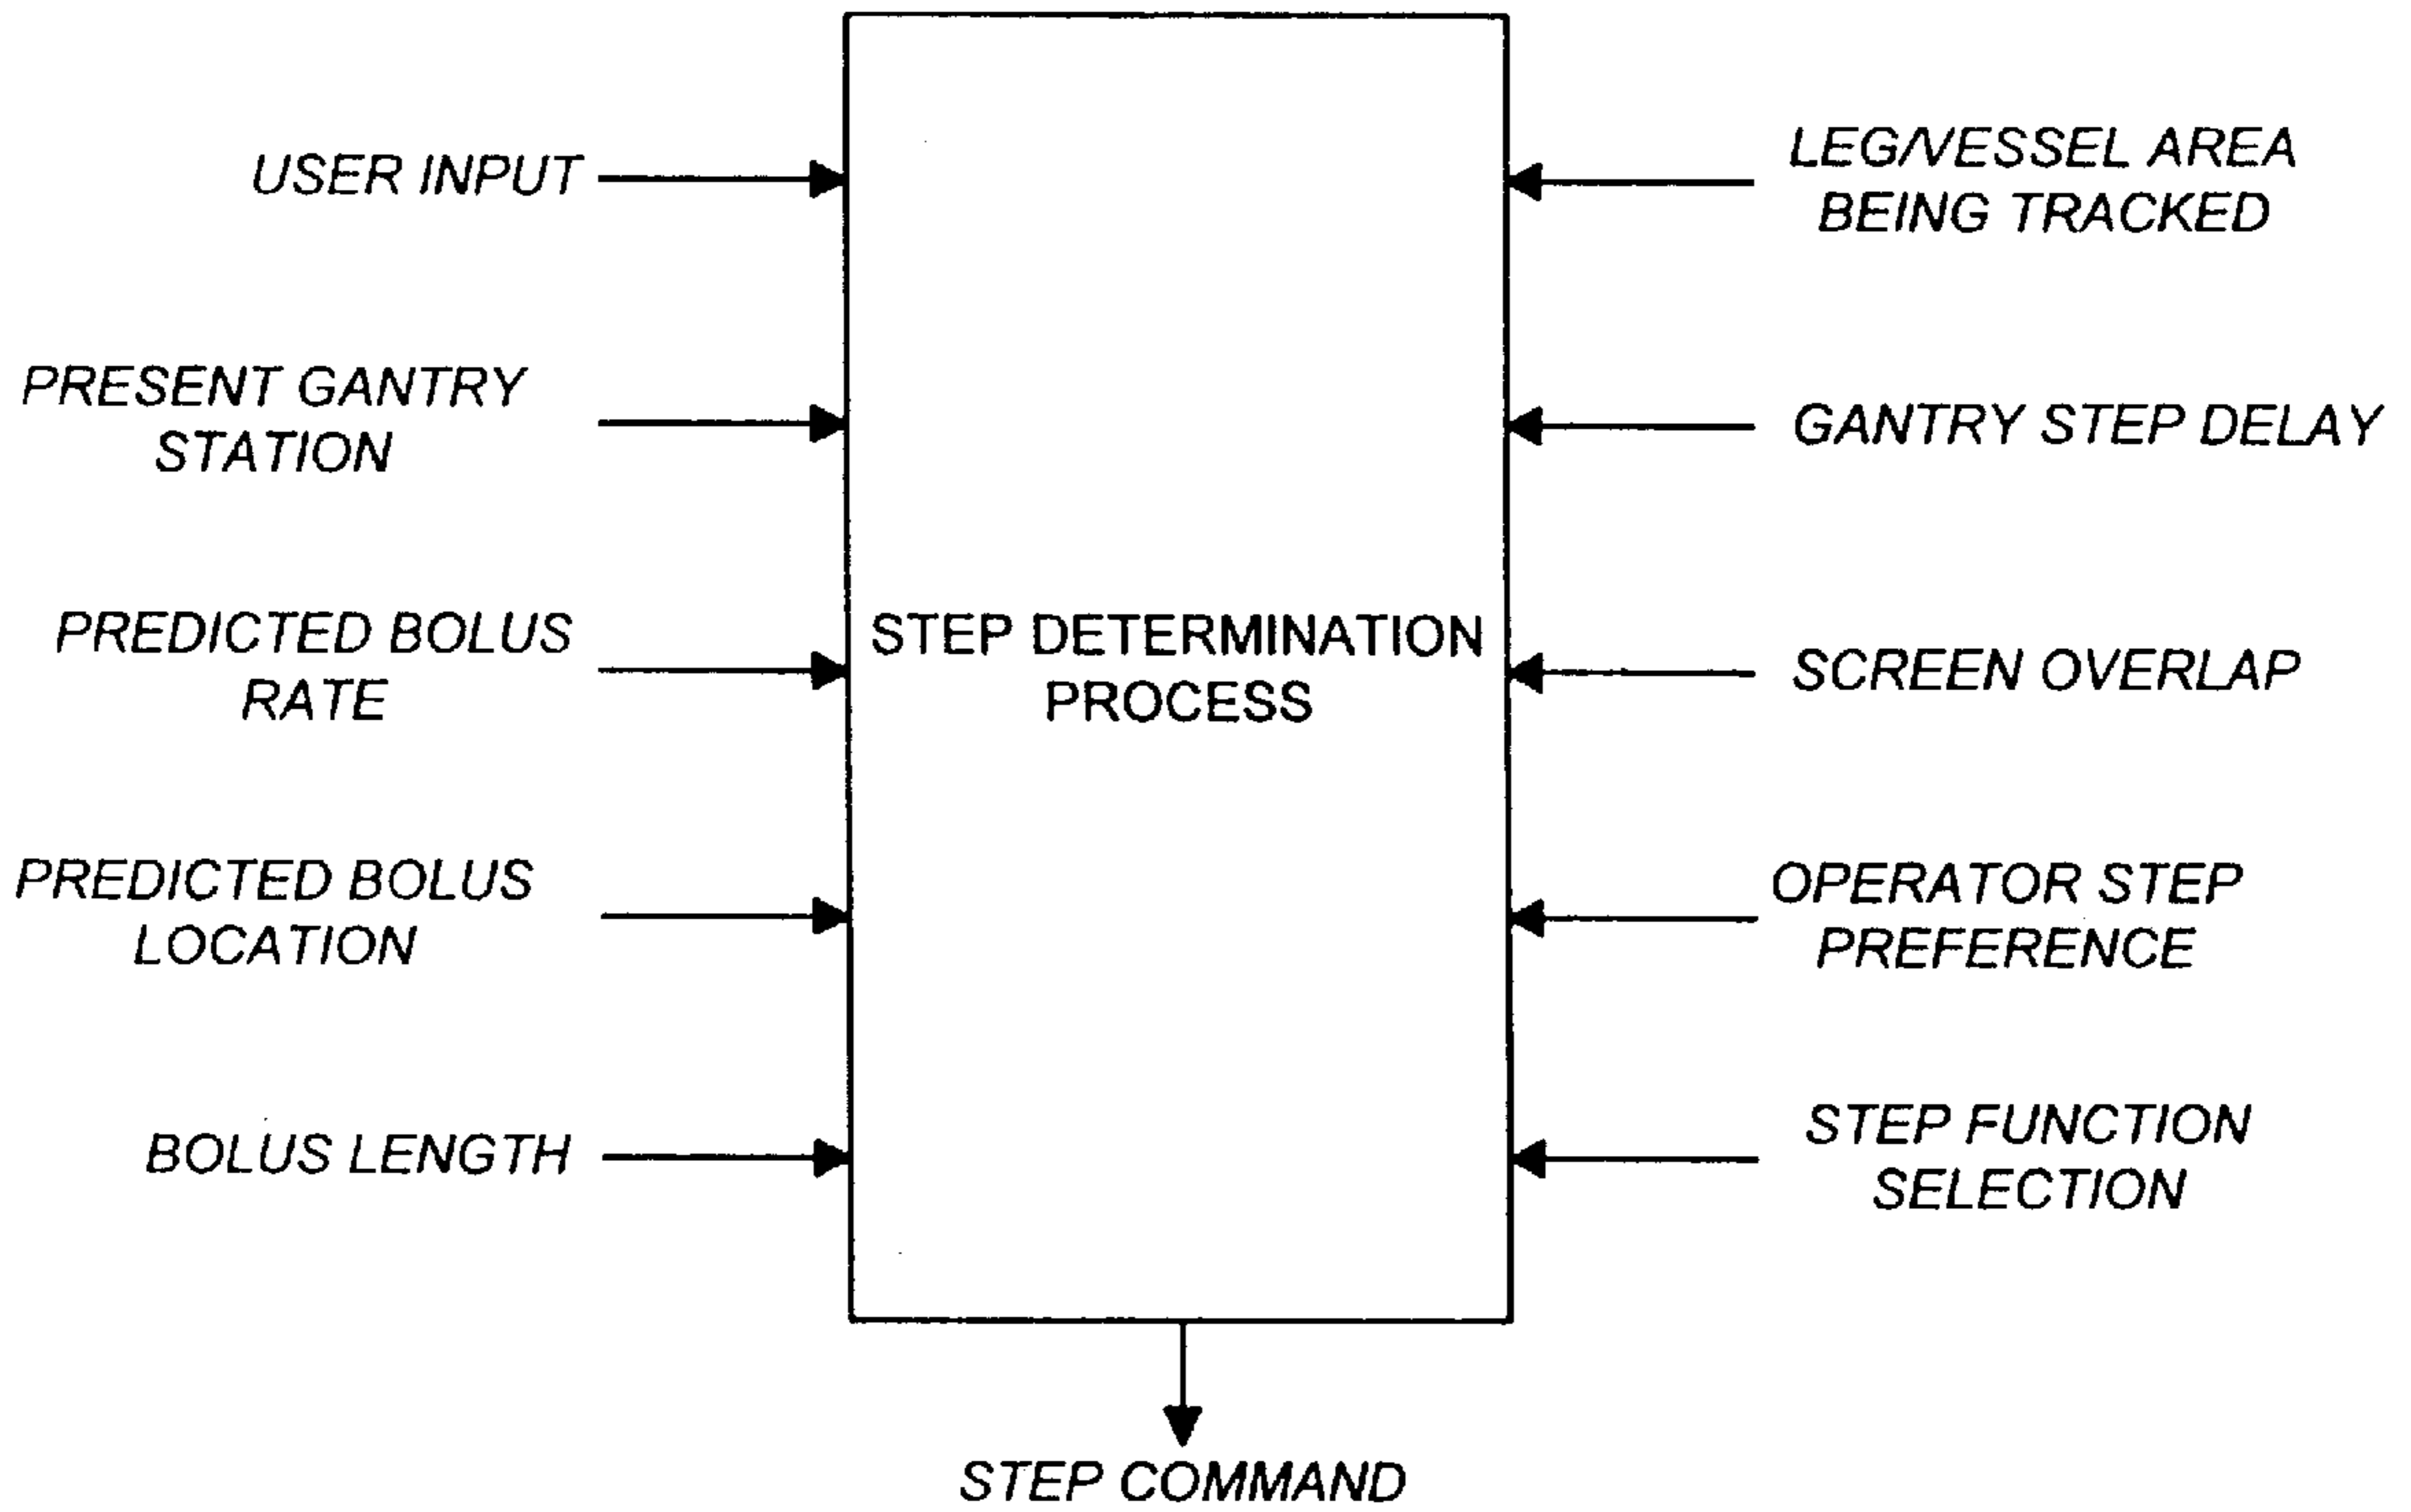 USER INPUT
PRESENT GANTRY
STATION
PREDICTED BOLUS
RATE
PREDICTED BOLUS
LOCATION
BOLUS LENGTH
STEP DETERMINATION
PROCESS
LEG/VESSEL AREA
BEING TRACKED
GANTRY STEP DELAY
SCREEN OVERLAP
OPERATOR STEP
PREFERENCE
STEP FUNCTION
SELECTION
STEP COMMAND